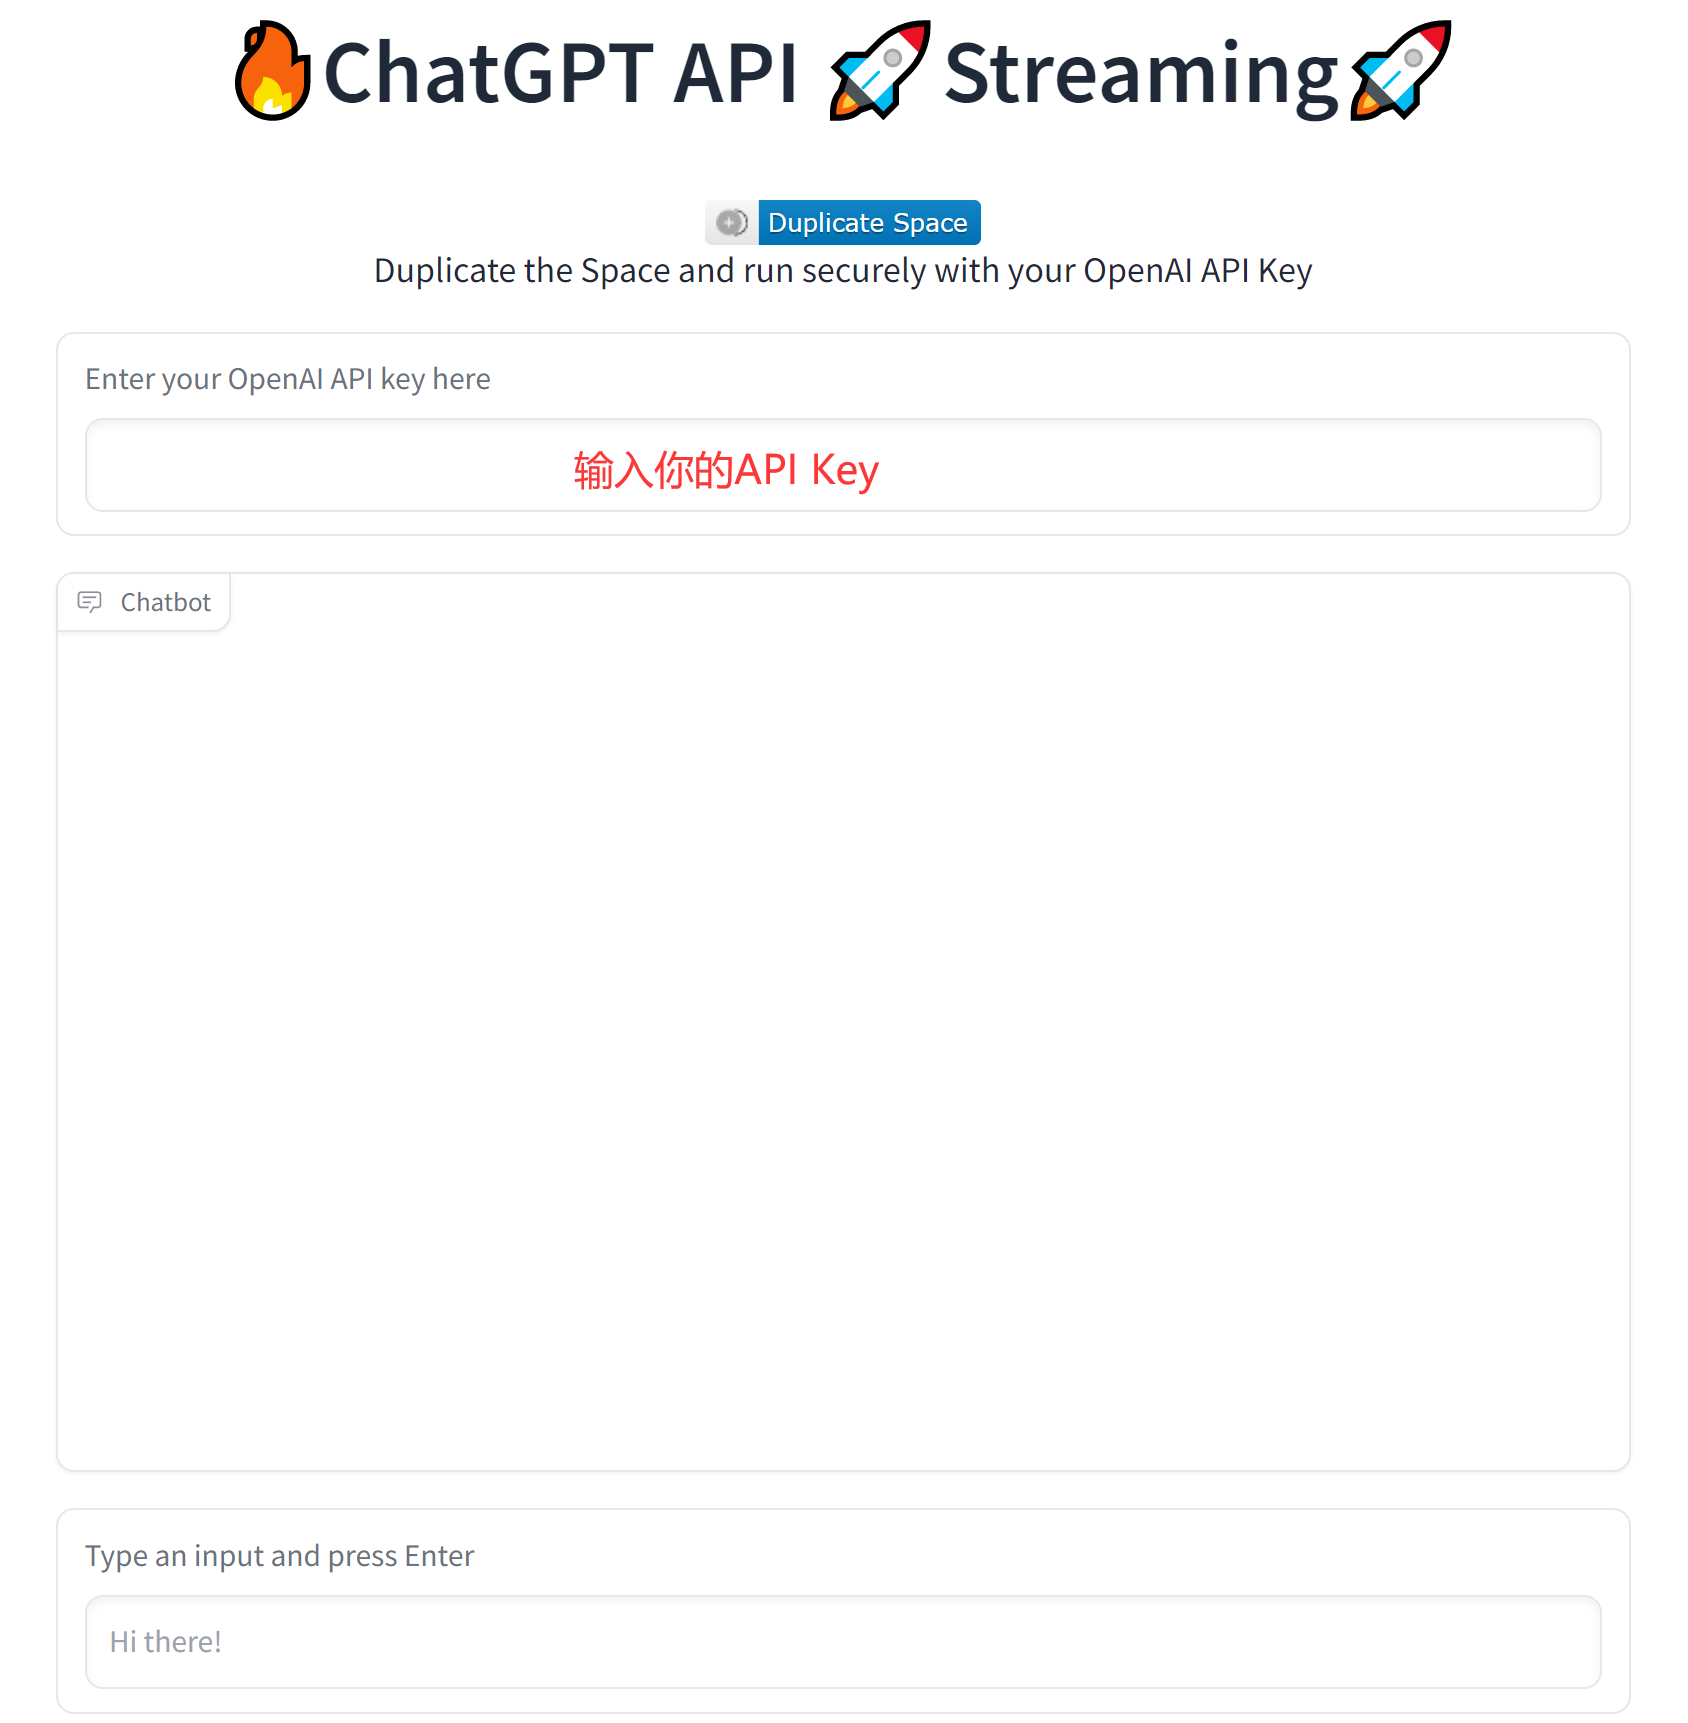 🔥ChatGPT API 🚀Streaming🚀
Duplicate Space
Duplicate the Space and run securely with your OpenAI API Key
Enter your OpenAI API key here
输入你的API Key
Chatbot
Type an input and press Enter
Hi there!